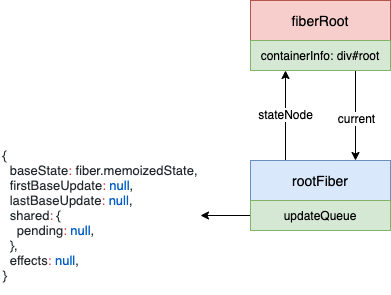 fiberRoot
containerInfo: div#root
stateNode
current
{
  baseState: fiber.memoizedState,
  firstBaseUpdate: null,
  lastBaseUpdate: null,
  shared: {
    pending: null,
  },
  effects: null,
}
rootFiber
updateQueue